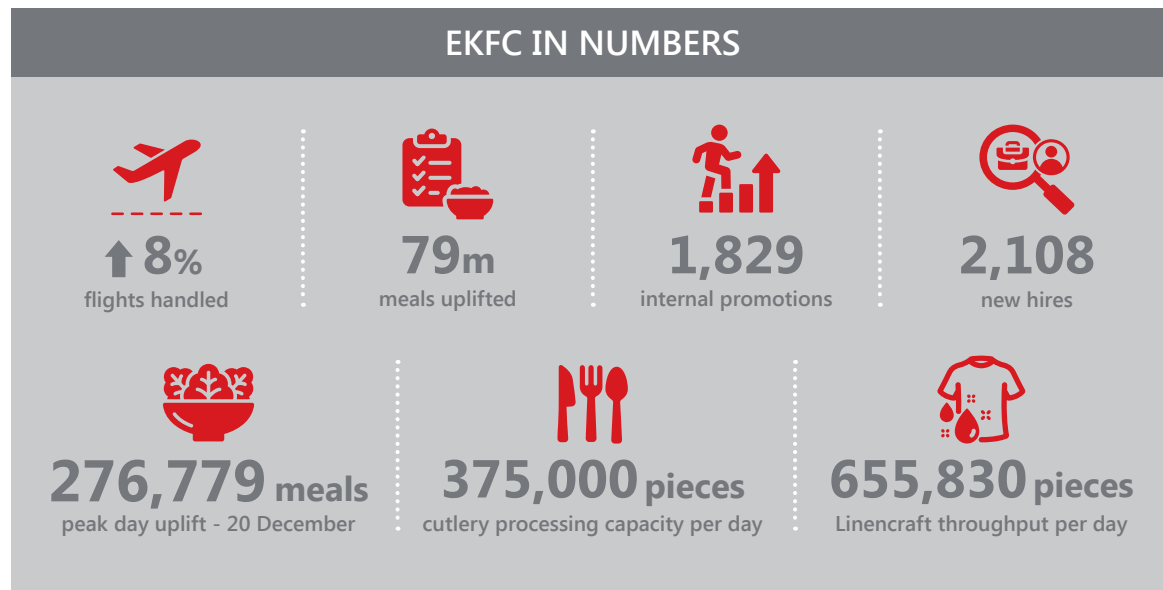 EKFC IN NUMBERS
8%
flights handled
79m
meals uplifted
1,829
internal promotions
2,108
new hires
276,779 meals
peak day uplift - 20 December
375,000 pieces
cutlery processing capacity per day
655,830 pieces
Linencraft throughput per day